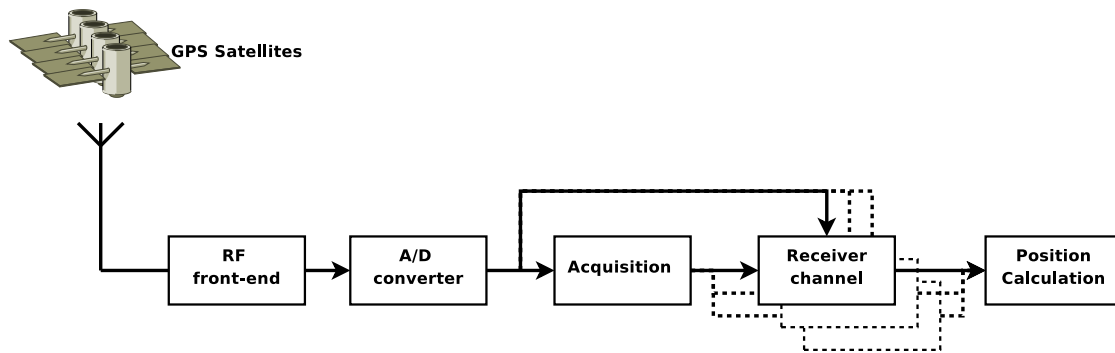 GPS Satellites
RF
front-end
A/D
converter
Acquisition
Receiver
channel
Position
Calculation